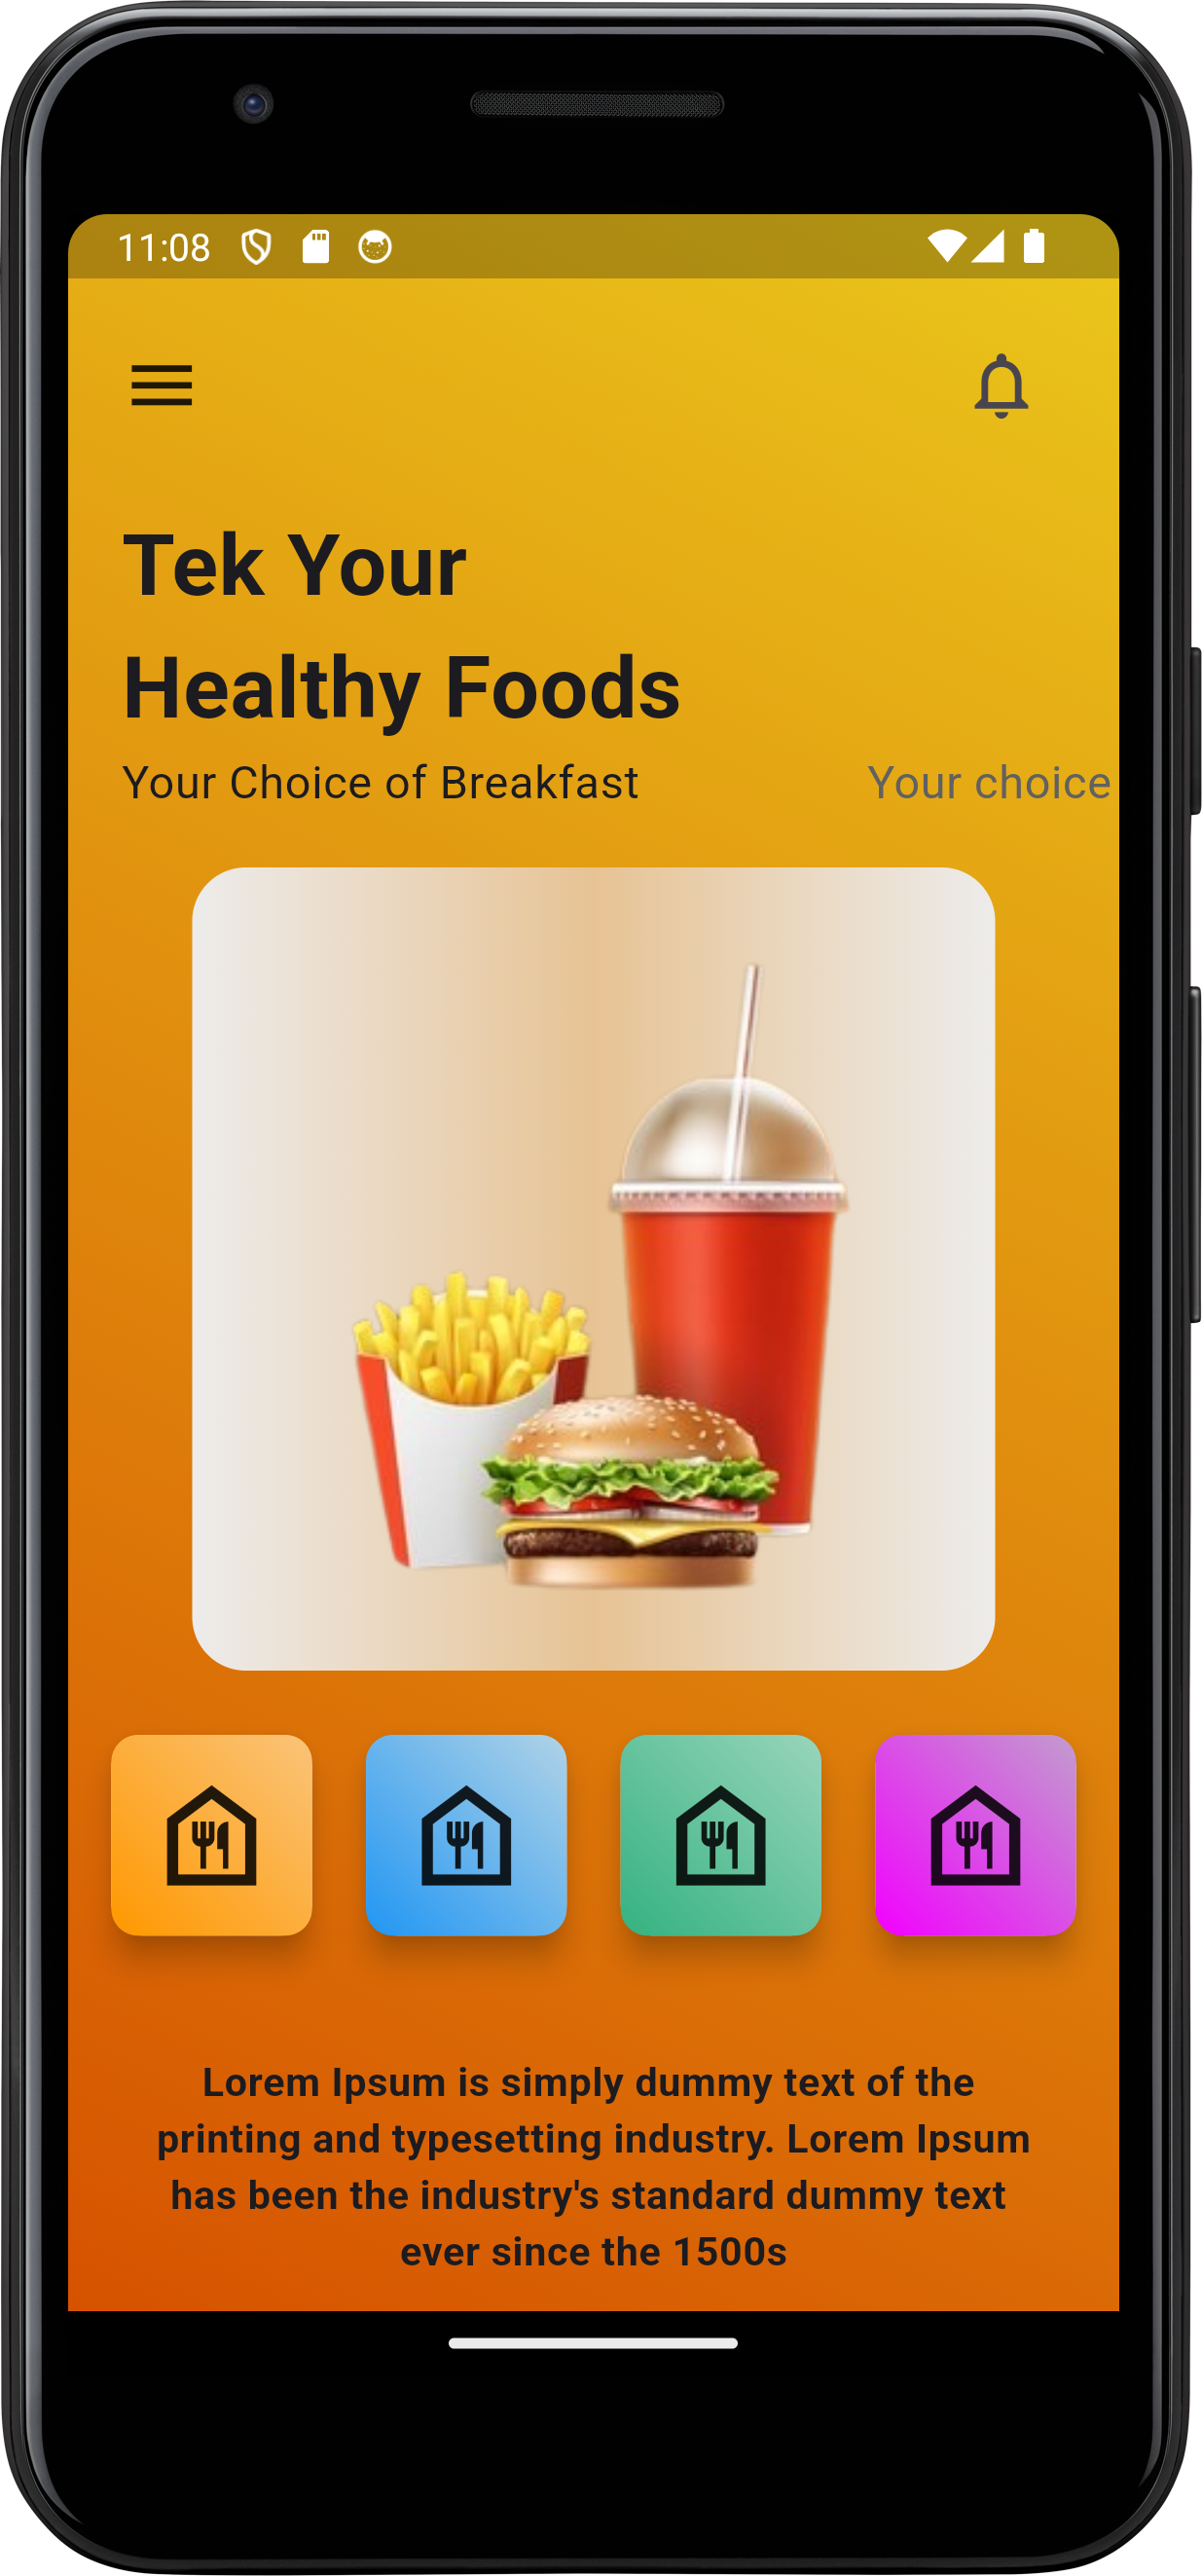 11:08
Tek Your
Healthy Foods
Your Choice of Breakfast
Your choice
Lorem Ipsum is simply dummy text of the
printing and typesetting industry. Lorem Ipsum
has been the industry's standard dummy text
ever since the 1500s